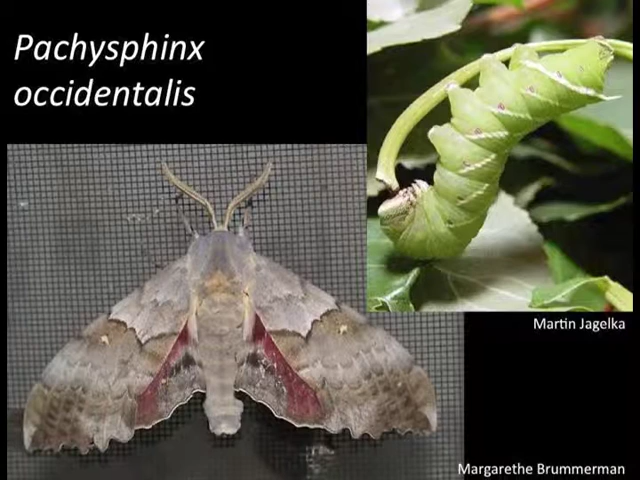 Pachysphinx
occidentalis
Martin Jagelka
Margarethe Brummerman